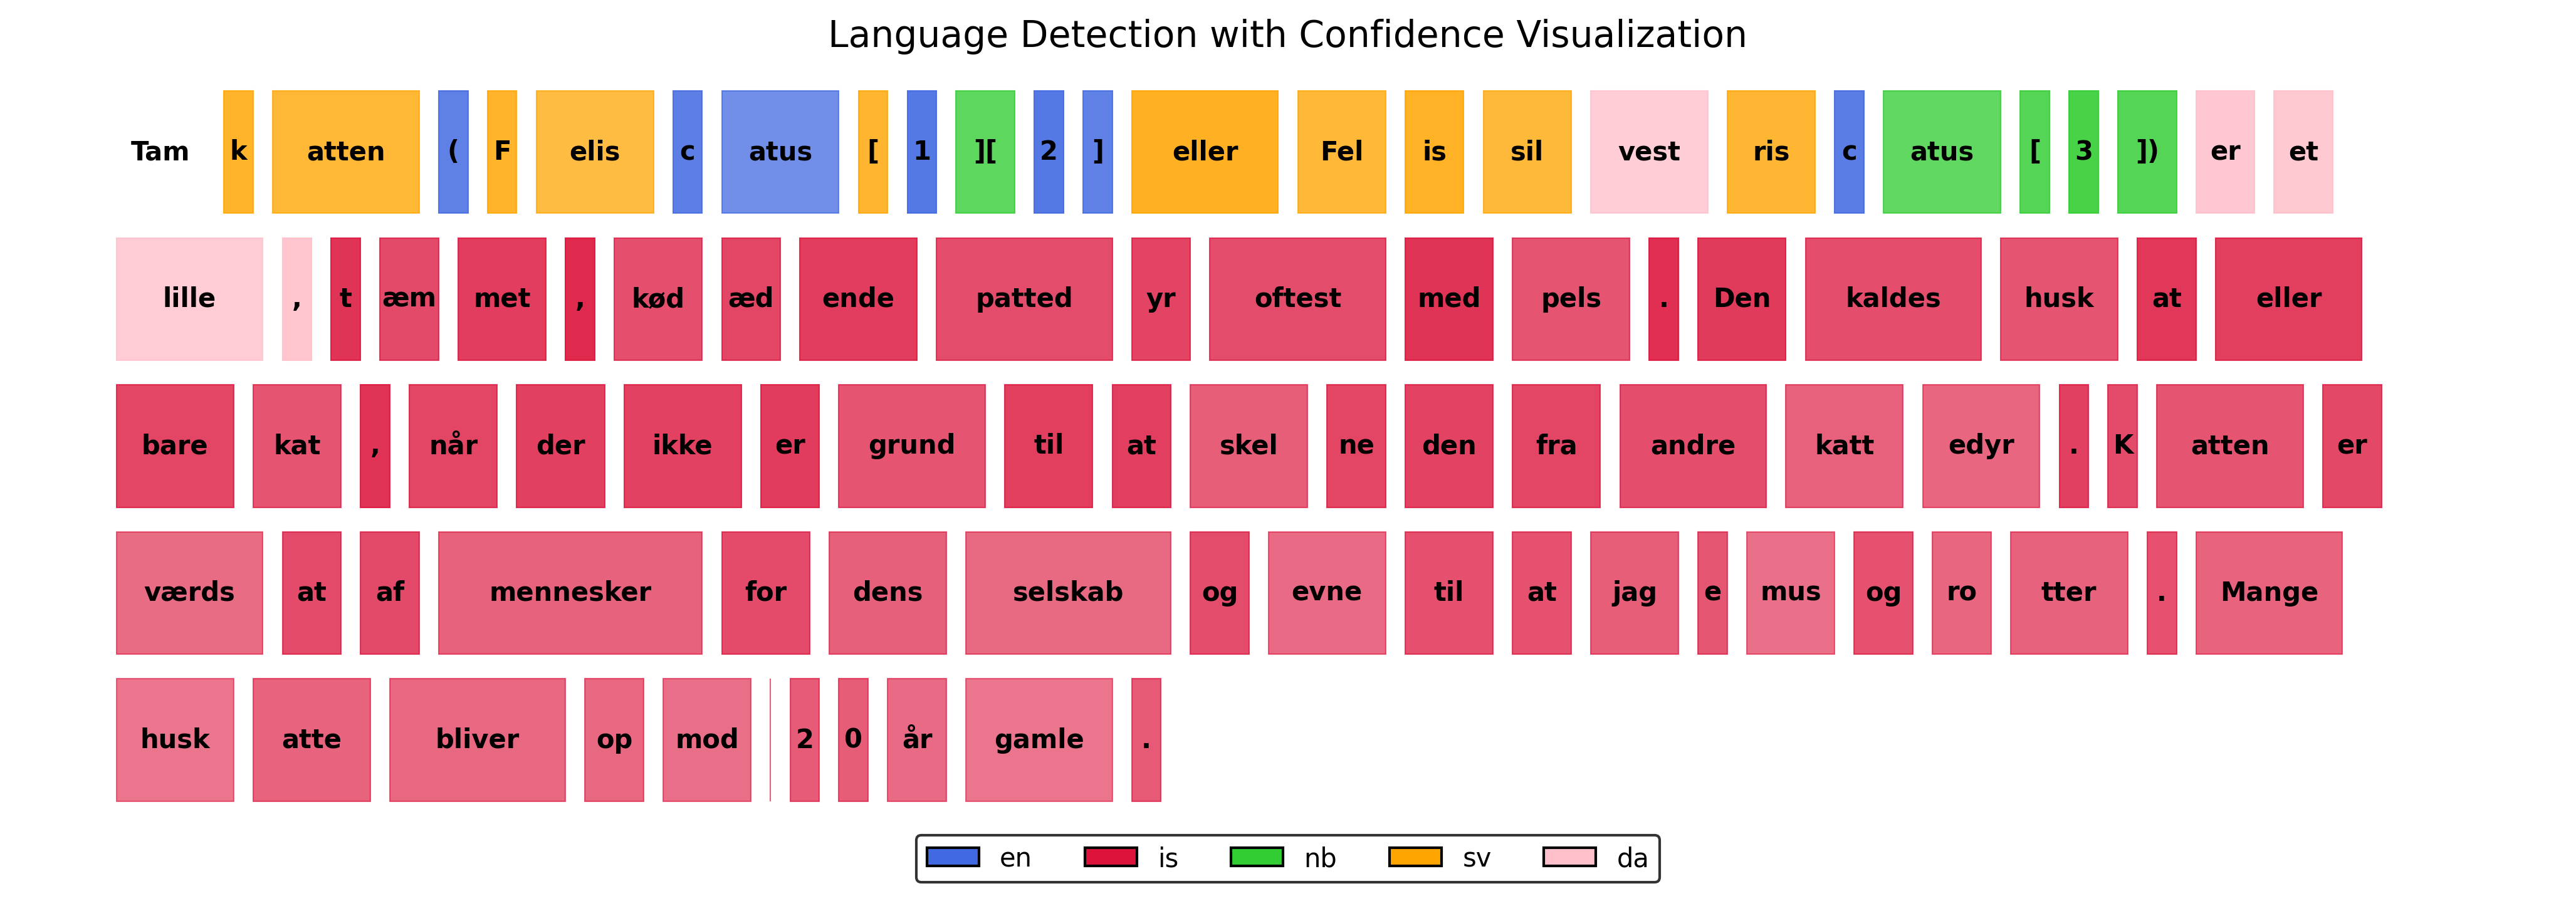 Language Detection with Confidence Visualization
Tam k atten ( F elis c atus [ 1 ][ 2 ] eller Fel is sil vest ris c atus [ 3 ]) er et
lille , t æm met , kød æd ende patted yr oftest med pels . Den kaldes husk at eller
bare kat , når der ikke er grund til at skel ne den fra andre katt edyr . K atten er
værds at af mennesker for dens selskab og evne til at jag e mus og ro tter . Mange
husk atte bliver op mod 2 0 år gamle .
en is nb sv da